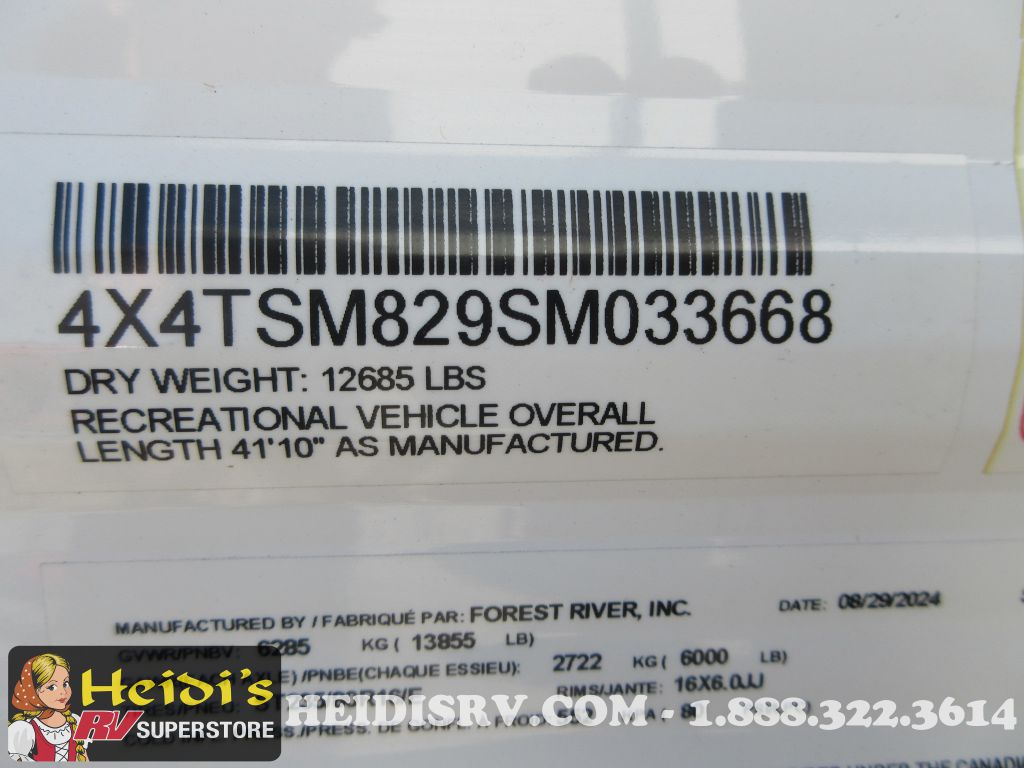 4X4TSM829SM033668
DRY WEIGHT: 12685 LBS
RECREATIONAL VEHICLE OVERALL
LENGTH 41'10" AS MANUFACTURED.
MANUFACTURED BY / FABRIQUÉ PAR: FOREST RIVER, INC. DATE: 08/29/2024
GVWR/PNBV: 6285 KG ( 13855 LB)
/PNBE(CHAQUE ESSIEU): 2722 KG ( 6000 LB)
RIMS/JANTE: 16X6.0JJ
Heidi's
RV SUPERSTORE
HEIDISRV.COM - 1.888.322.3614